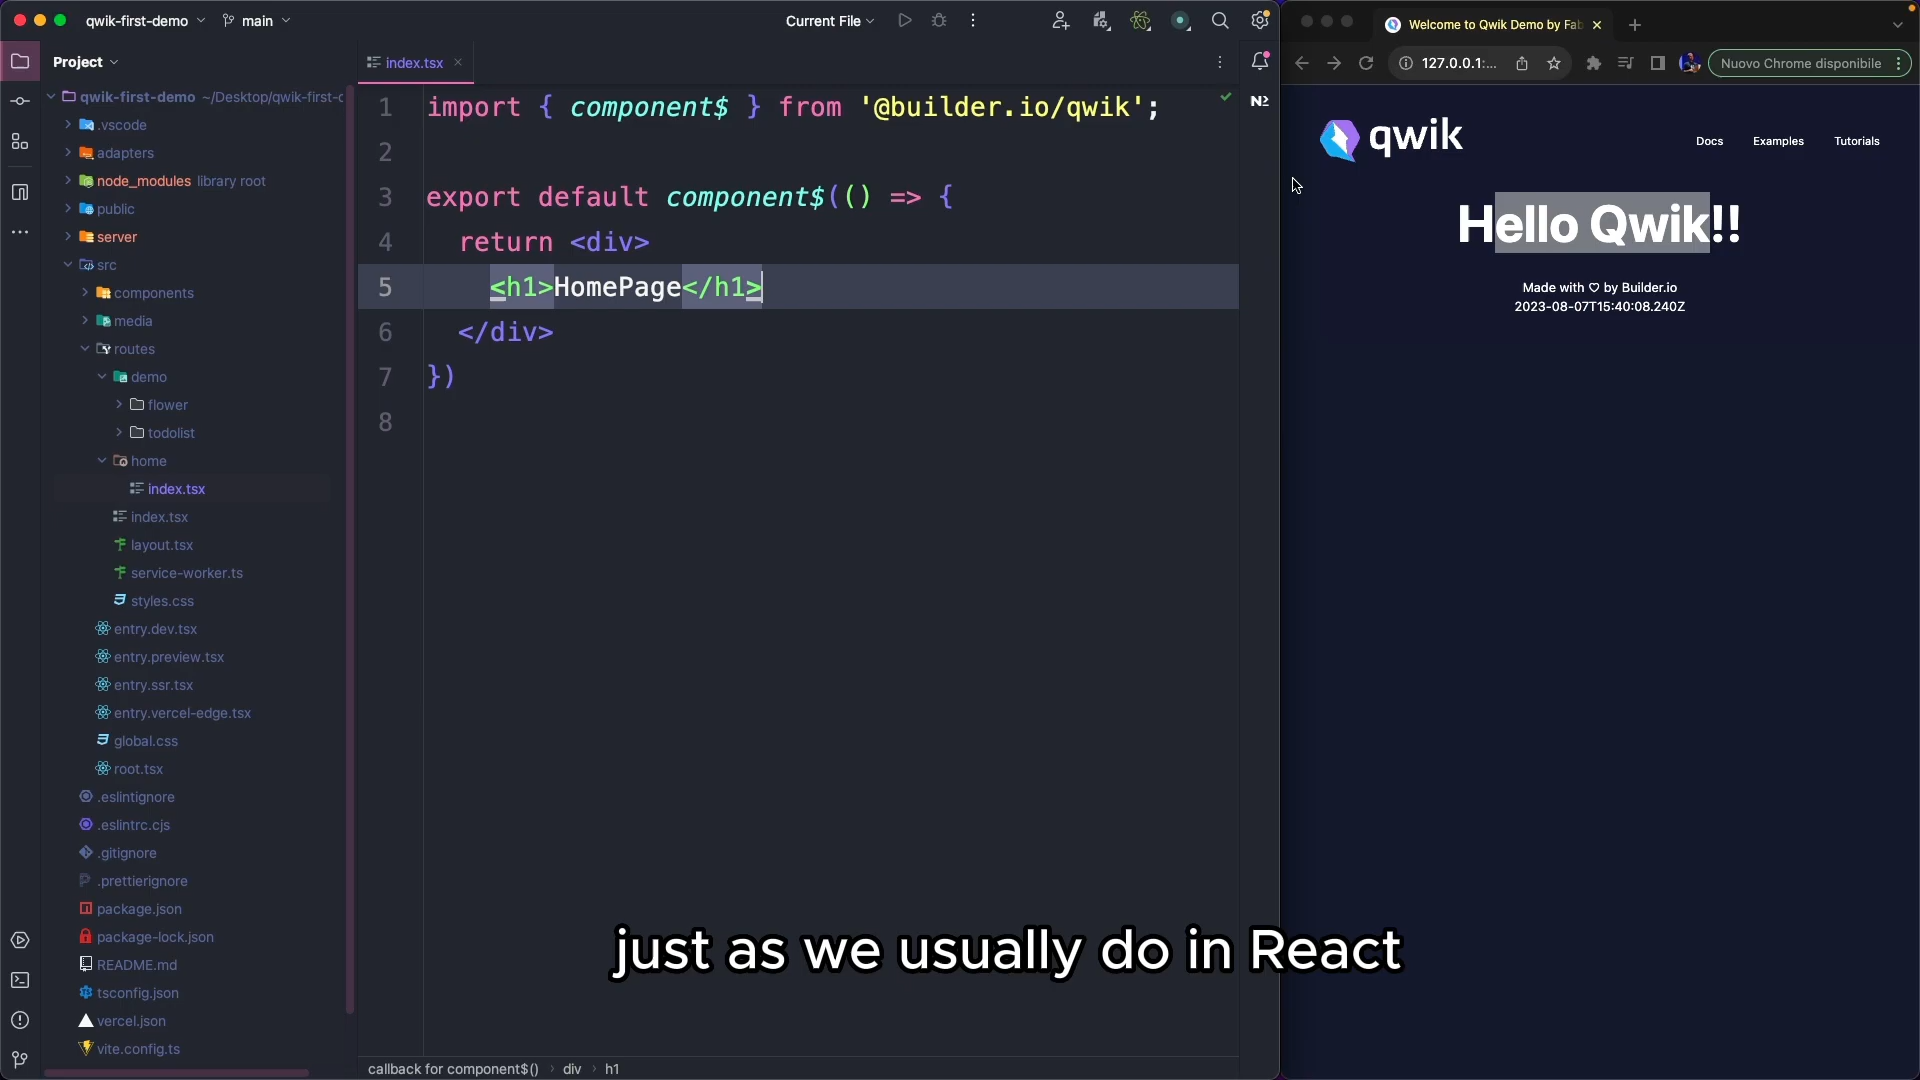 qwik-first-demo
main
Current File
Project
index.tsx
qwik-first-demo ~/Desktop/qwik-first-c
.vscode
adapters
node_modules library root
public
server
src
components
media
routes
demo
flower
todolist
home
index.tsx
index.tsx
layout.tsx
service-worker.ts
styles.css
entry.dev.tsx
entry.preview.tsx
entry.ssr.tsx
entry.vercel-edge.tsx
global.css
root.tsx
.eslintignore
.eslintrc.cjs
.gitignore
.prettierignore
package.json
package-lock.json
README.md
tsconfig.json
vercel.json
vite.config.ts
1 import { component$ } from '@builder.io/qwik';
2
3 export default component$(() => {
4 return <div>
5 <h1>HomePage</h1>
6 </div>
7 })
8
callback for component$() › div › h1
N2
Welcome to Qwik Demo by Fab
127.0.0.1:...
Nuovo Chrome disponibile
qwik
Docs
Examples
Tutorials
Hello Qwik!!
Made with ♡ by Builder.io
2023-08-07T15:40:08.240Z
just as we usually do in React